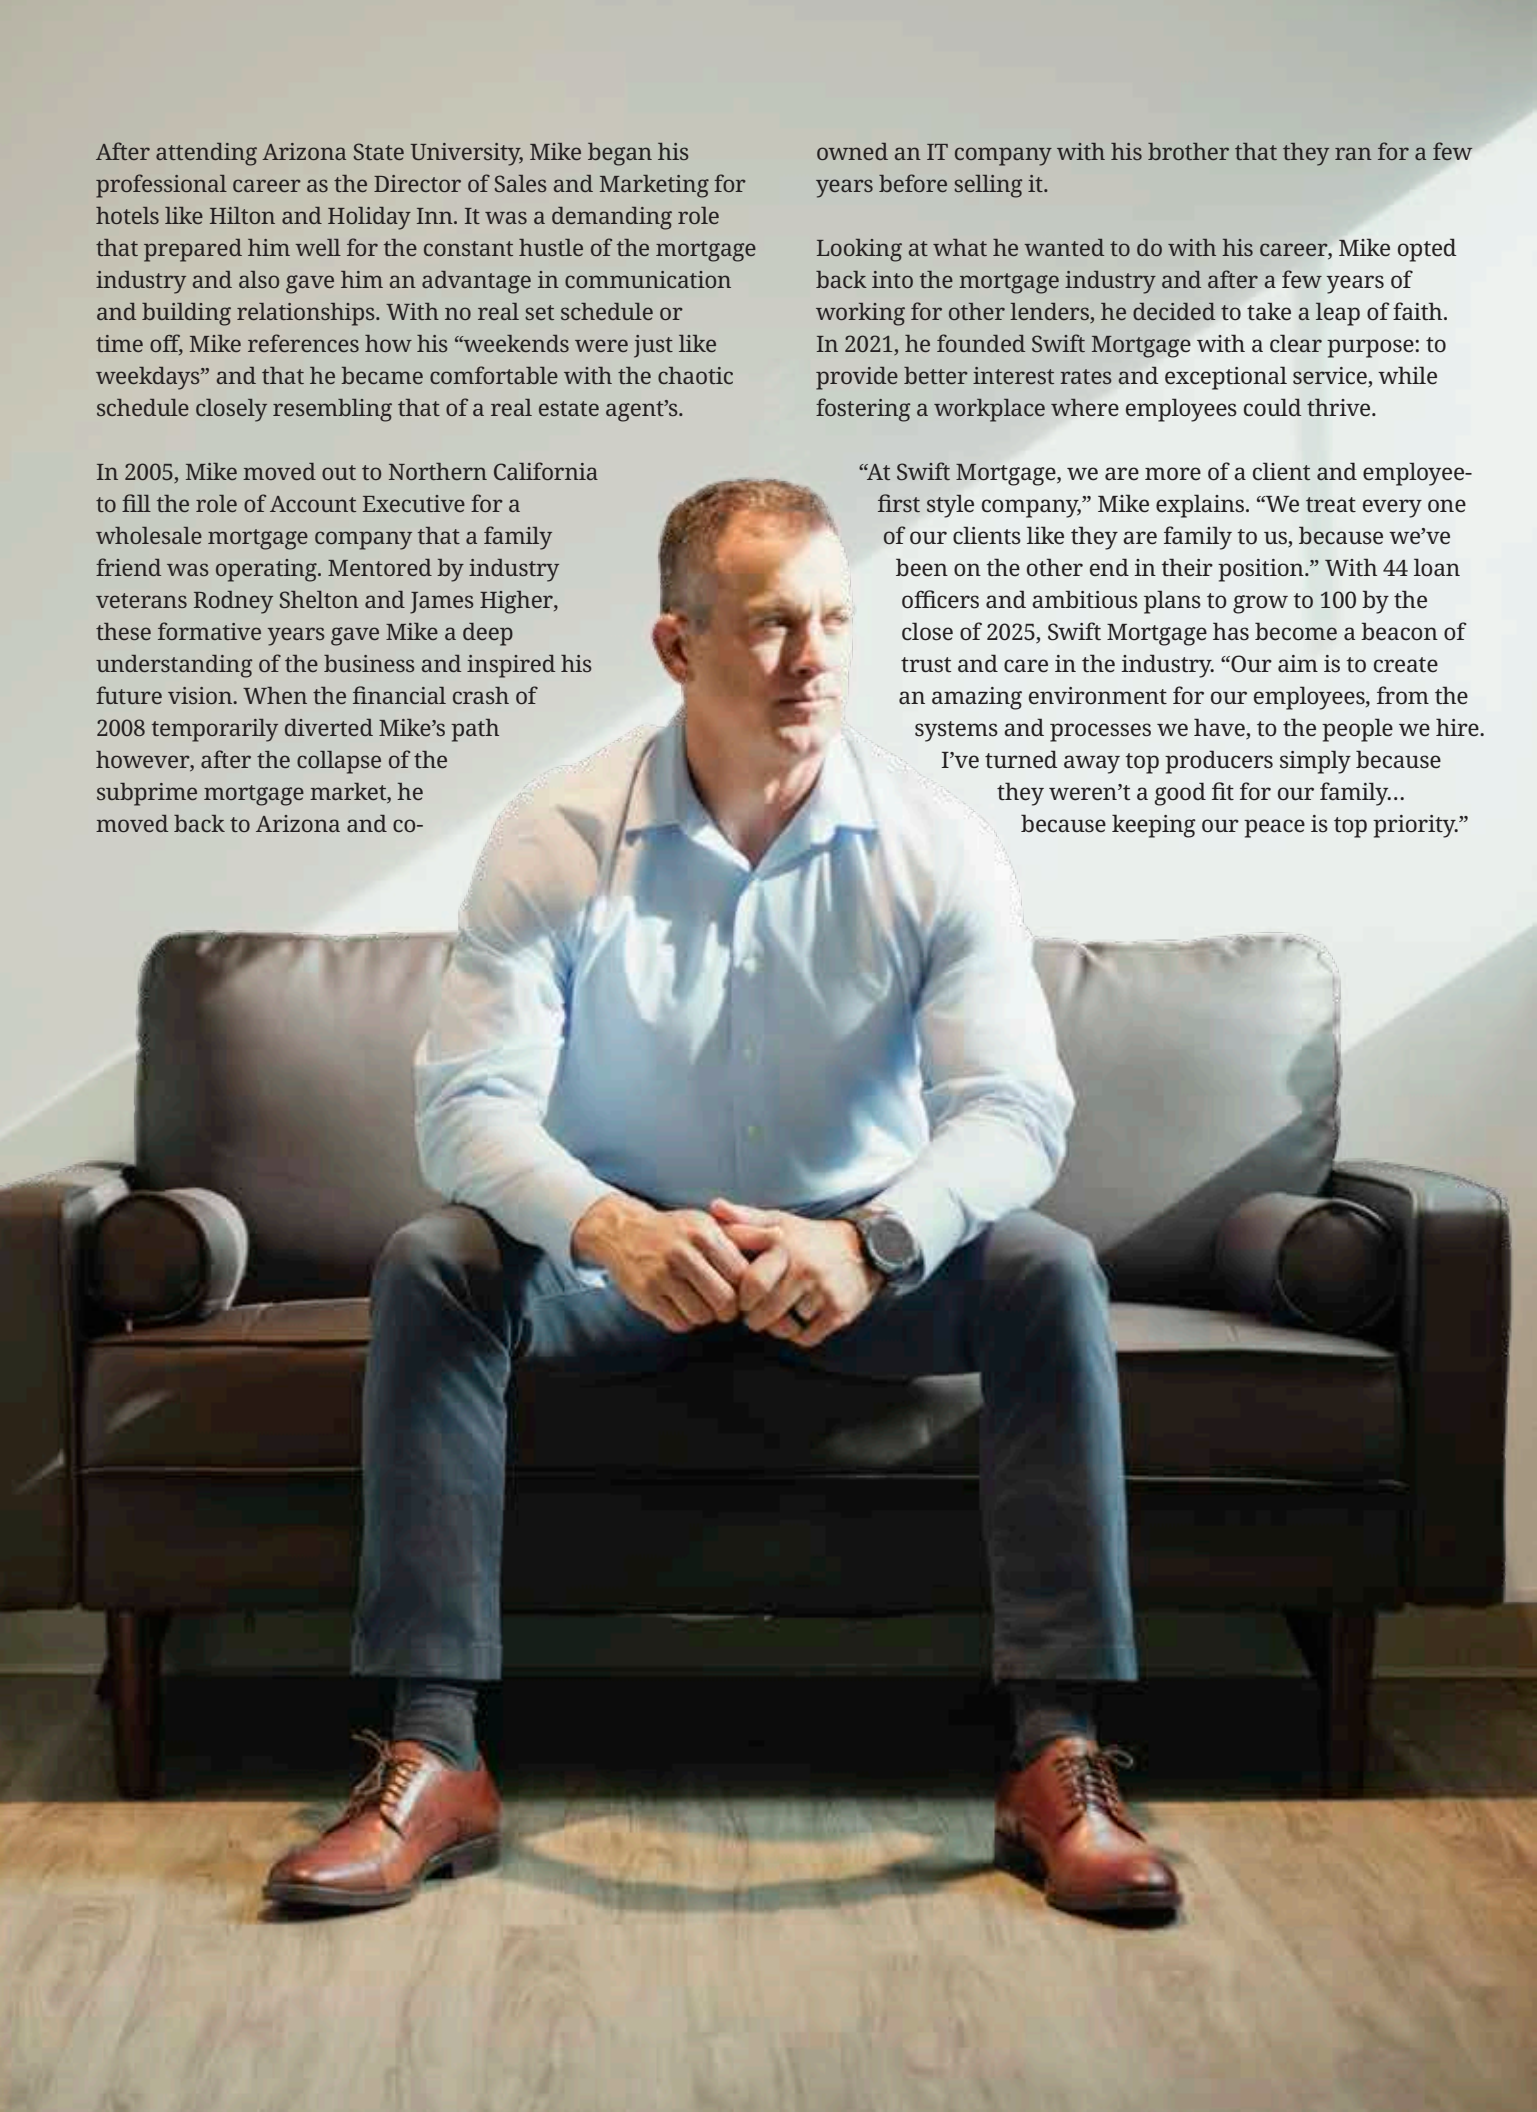 After attending Arizona State University, Mike began his
professional career as the Director of Sales and Marketing for
hotels like Hilton and Holiday Inn. It was a demanding role
that prepared him well for the constant hustle of the mortgage
industry and also gave him an advantage in communication
and building relationships. With no real set schedule or
time off, Mike references how his “weekends were just like
weekdays” and that he became comfortable with the chaotic
schedule closely resembling that of a real estate agent’s.
In 2005, Mike moved out to Northern California
to fill the role of Account Executive for a
wholesale mortgage company that a family
friend was operating. Mentored by industry
veterans Rodney Shelton and James Higher,
these formative years gave Mike a deep
understanding of the business and inspired his
future vision. When the financial crash of
2008 temporarily diverted Mike’s path
however, after the collapse of the
subprime mortgage market, he
moved back to Arizona and co-
owned an IT company with his brother that they ran for a few
years before selling it.
Looking at what he wanted to do with his career, Mike opted
back into the mortgage industry and after a few years of
working for other lenders, he decided to take a leap of faith.
In 2021, he founded Swift Mortgage with a clear purpose: to
provide better interest rates and exceptional service, while
fostering a workplace where employees could thrive.
“At Swift Mortgage, we are more of a client and employee-
first style company,” Mike explains. “We treat every one
of our clients like they are family to us, because we’ve
been on the other end in their position.” With 44 loan
officers and ambitious plans to grow to 100 by the
close of 2025, Swift Mortgage has become a beacon of
trust and care in the industry. “Our aim is to create
an amazing environment for our employees, from the
systems and processes we have, to the people we hire.
I’ve turned away top producers simply because
they weren’t a good fit for our family…
because keeping our peace is top priority.”